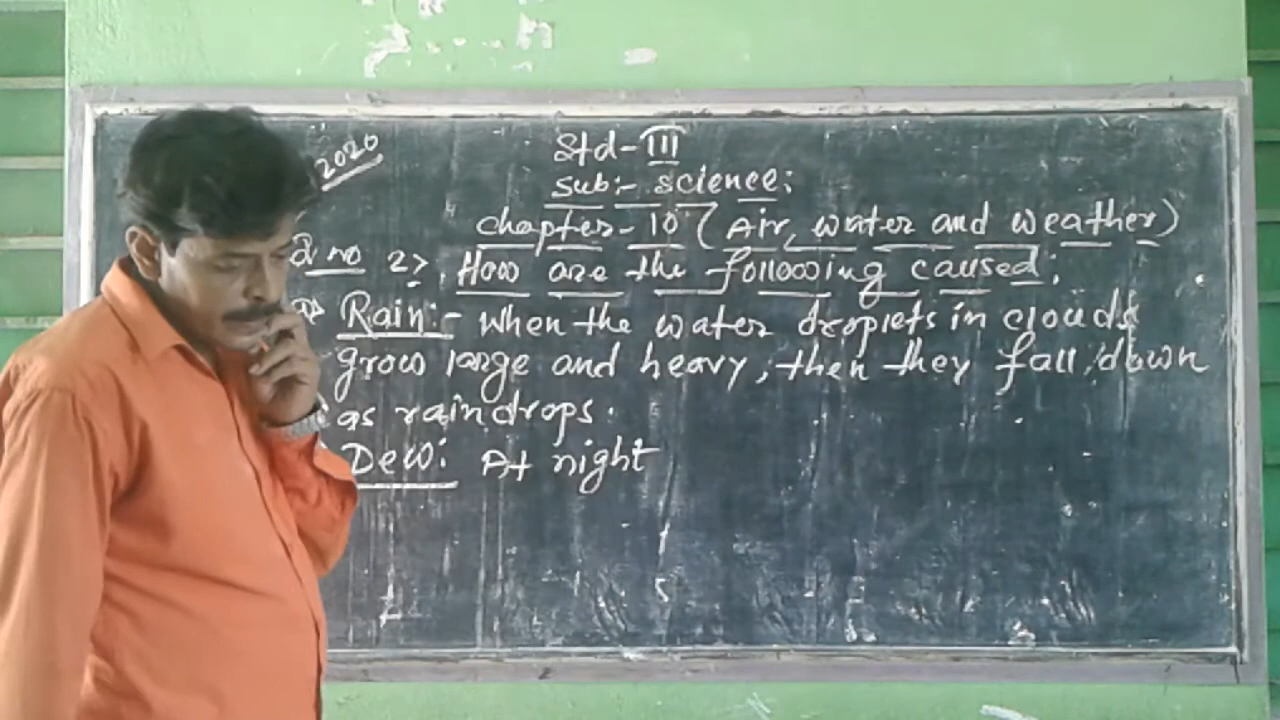 2020
Std-III
Sub:- science:
chapter-10 (Air, water and weather)
Q no 2>. How are the following caused:
a> Rain:- When the water droplets in clouds
grow large and heavy, then they fall down
as raindrops.
Dew: At night